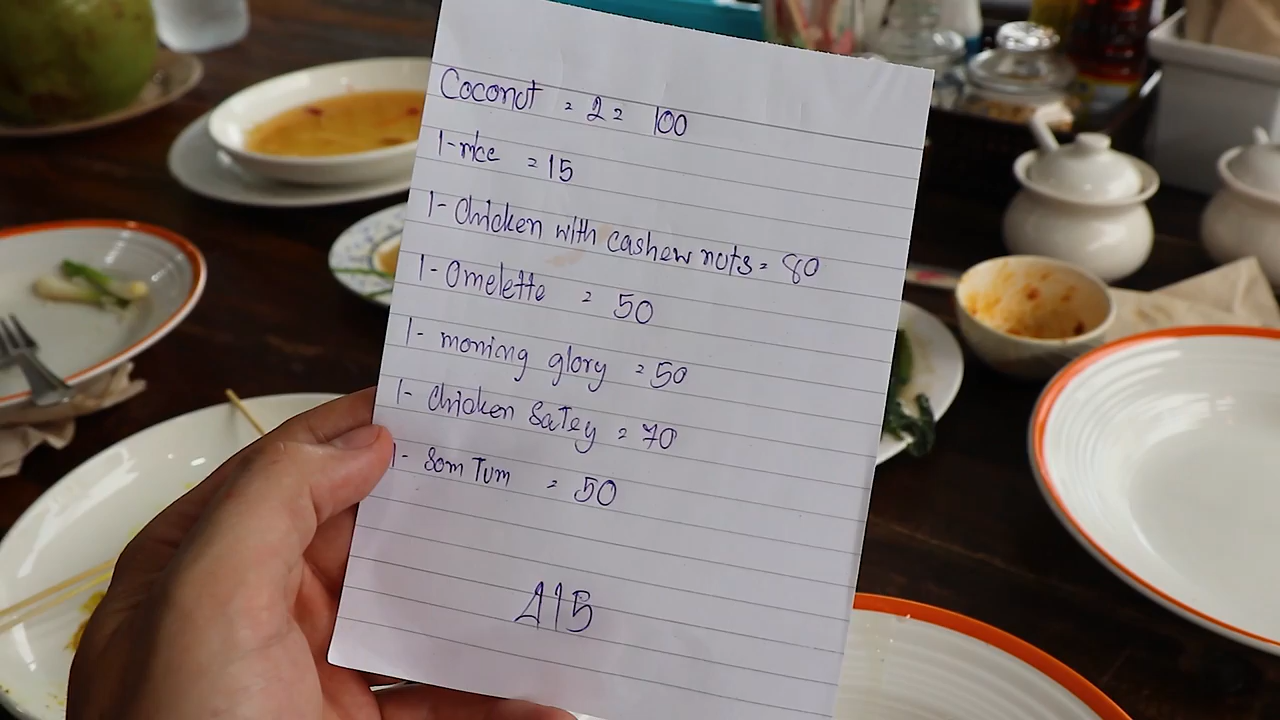 Coconut = 2 = 100
1-rice = 15
1- Chicken with cashew nuts = 80
1- Omelette = 50
1- morning glory = 50
1- Chicken Satey = 70
1- Som Tum = 50
415